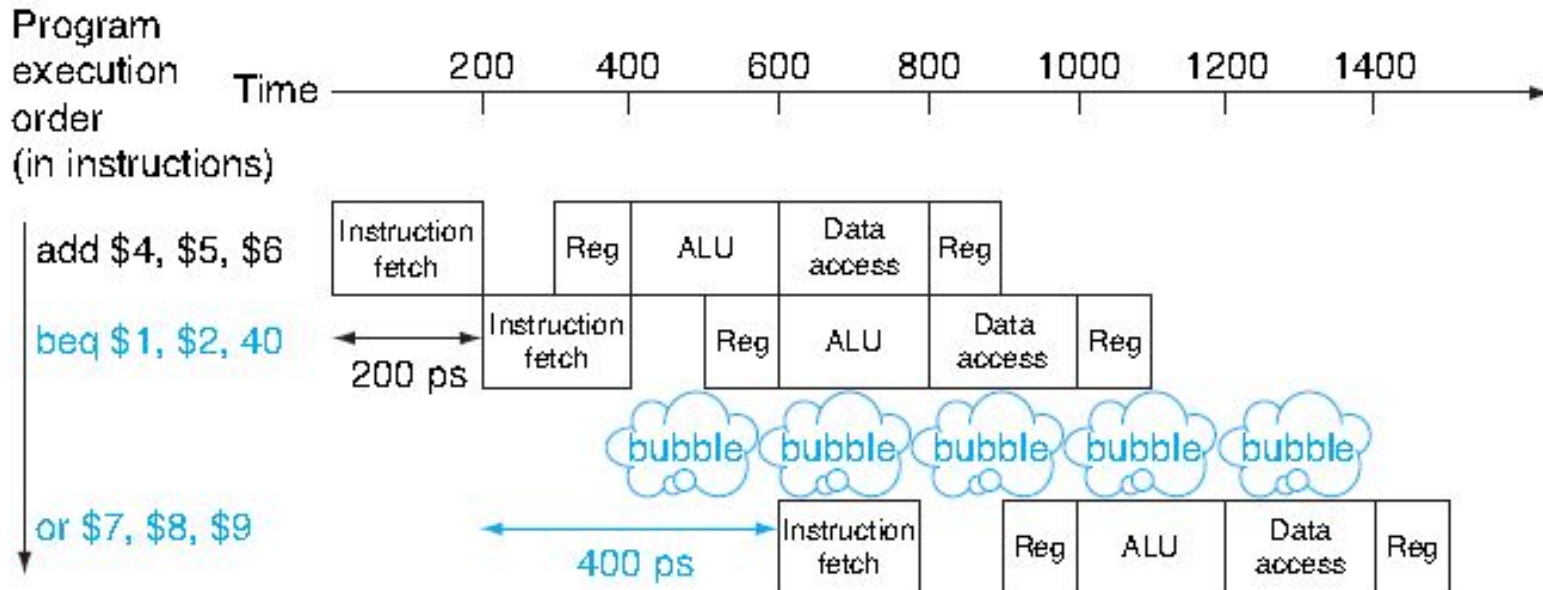 Program
execution
order
(in instructions)
Time
200 400 600 800 1000 1200 1400
add $4, $5, $6
Instruction
fetch
Reg
ALU
Data
access
Reg
beq $1, $2, 40
200 ps
Instruction
fetch
Reg
ALU
Data
access
Reg
bubble bubble bubble bubble bubble
or $7, $8, $9
400 ps
Instruction
fetch
Reg
ALU
Data
access
Reg